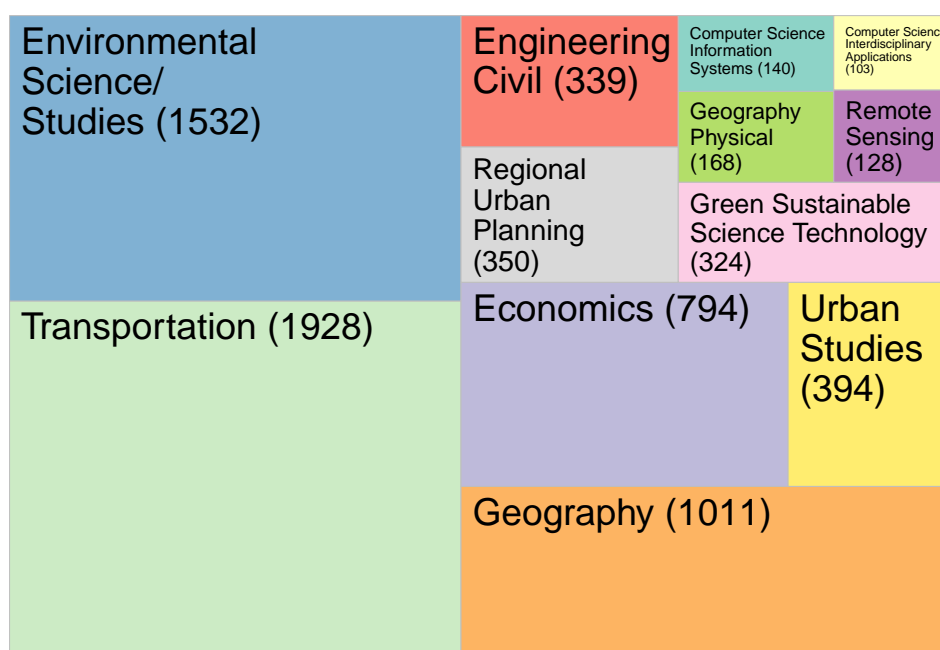 Environmental
Science/
Studies (1532)
Transportation (1928)
Engineering
Civil (339)
Regional
Urban
Planning
(350)
Computer Science
Information
Systems (140)
Computer Scienc
Interdisciplinary
Applications
(103)
Geography
Physical
(168)
Remote
Sensing
(128)
Green Sustainable
Science Technology
(324)
Economics (794)
Urban
Studies
(394)
Geography (1011)